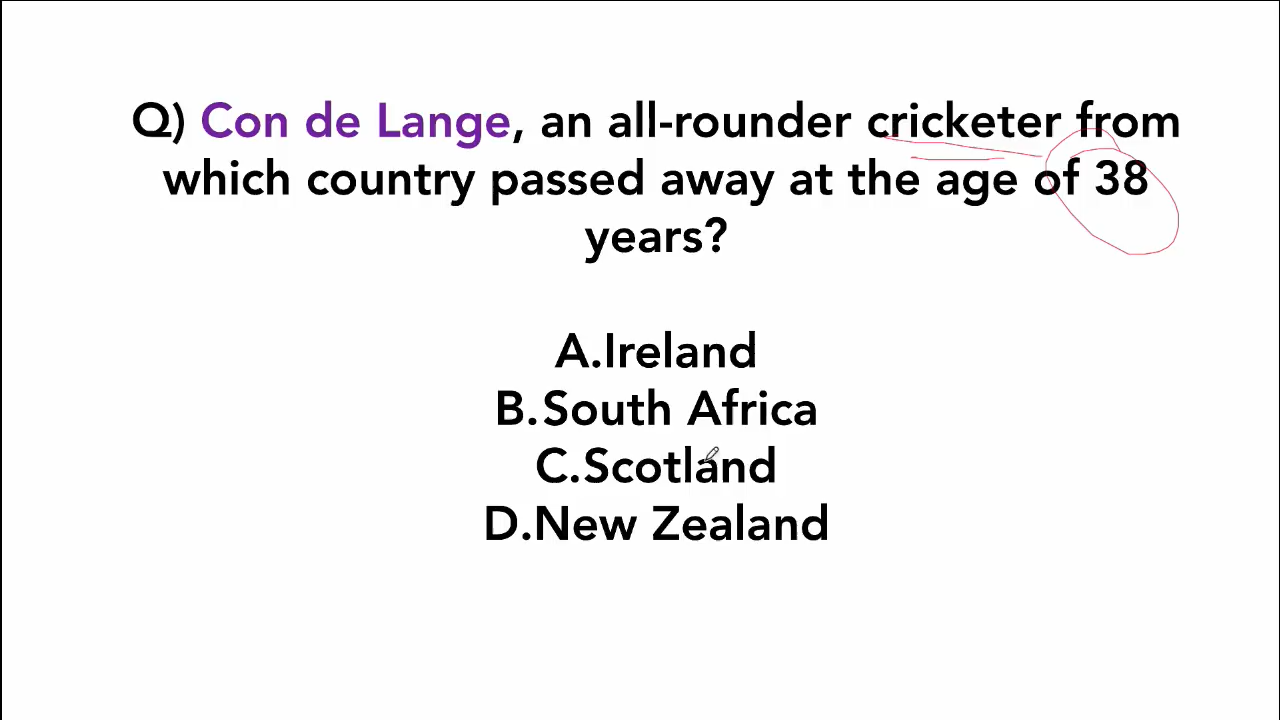 Q) Con de Lange, an all-rounder cricketer from
which country passed away at the age of 38
years?
A.Ireland
B.South Africa
C.Scotland
D.New Zealand